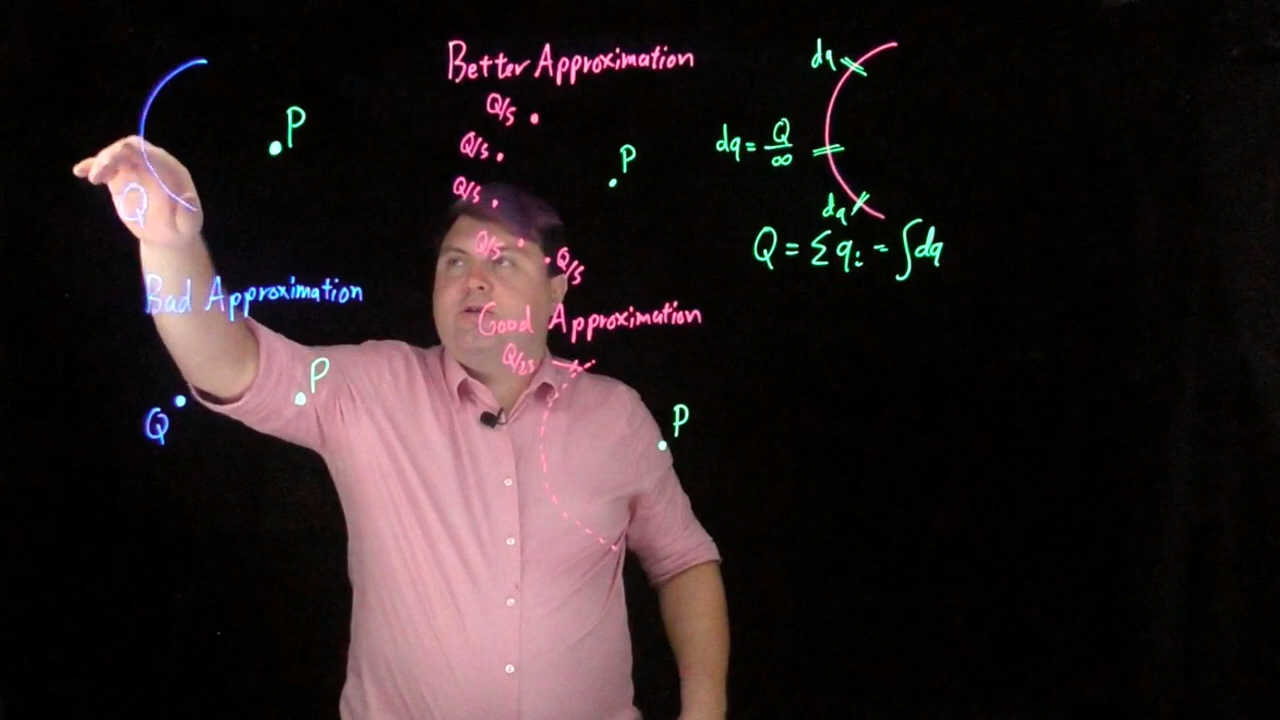 P
Q
Bad Approximation
Q
P
Better Approximation
Q/5
Q/5
Q/5
Q/5
Q/5
P
Good Approximation
Q/25
P
dq
dq = Q/∞
dq
Q = Σ qᵢ = ∫dq